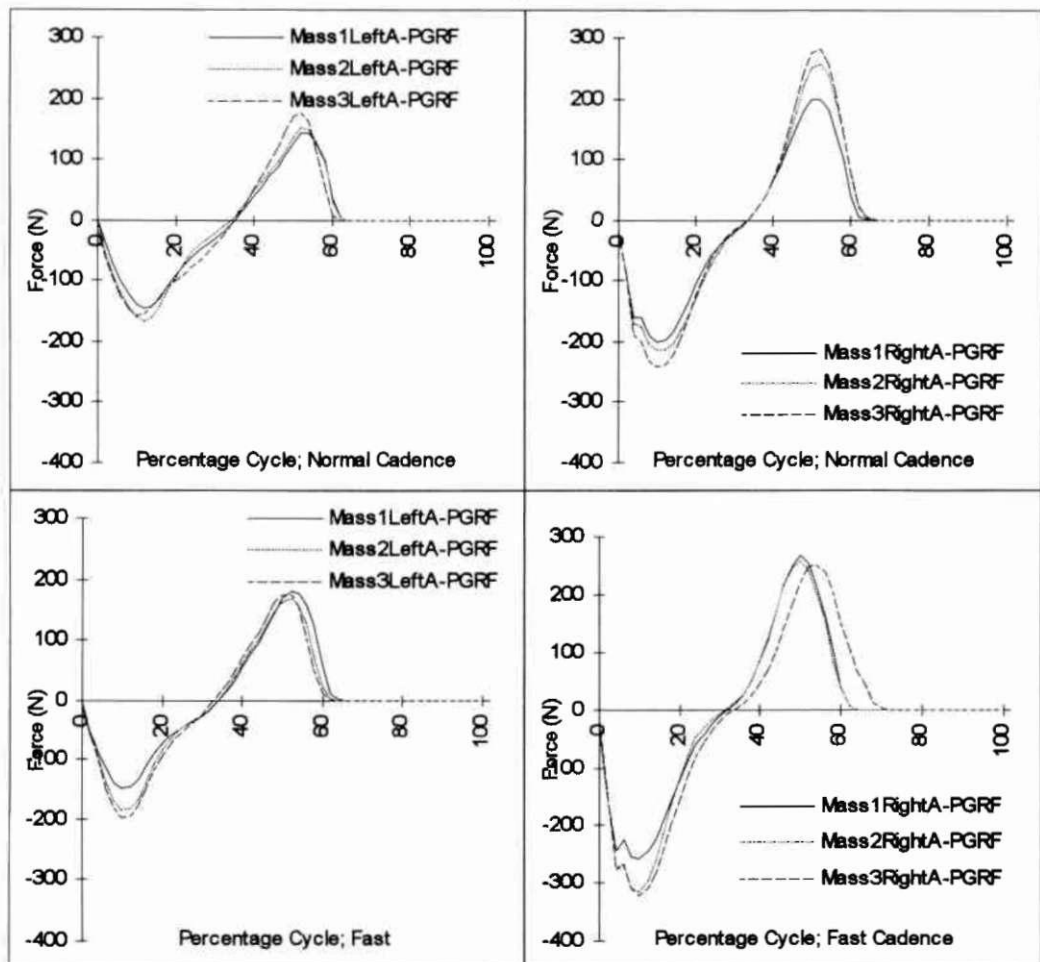 300
200
100
0
-100
-200
-300
-400
Force (N)
Mass1LeftA-PGRF
Mass2LeftA-PGRF
Mass3LeftA-PGRF
0
20
40
60
80
100
Percentage Cycle; Normal Cadence
300
200
100
0
-100
-200
-300
-400
Force (N)
0
20
40
60
80
100
Mass1RightA-PGRF
Mass2RightA-PGRF
Mass3RightA-PGRF
Percentage Cycle; Normal Cadence
300
200
100
0
-100
-200
-300
-400
Force (N)
Mass1LeftA-PGRF
Mass2LeftA-PGRF
Mass3LeftA-PGRF
0
20
40
60
80
100
Percentage Cycle; Fast
300
200
100
0
-100
-200
-300
-400
Force (N)
0
20
40
60
80
100
Mass1RightA-PGRF
Mass2RightA-PGRF
Mass3RightA-PGRF
Percentage Cycle; Fast Cadence